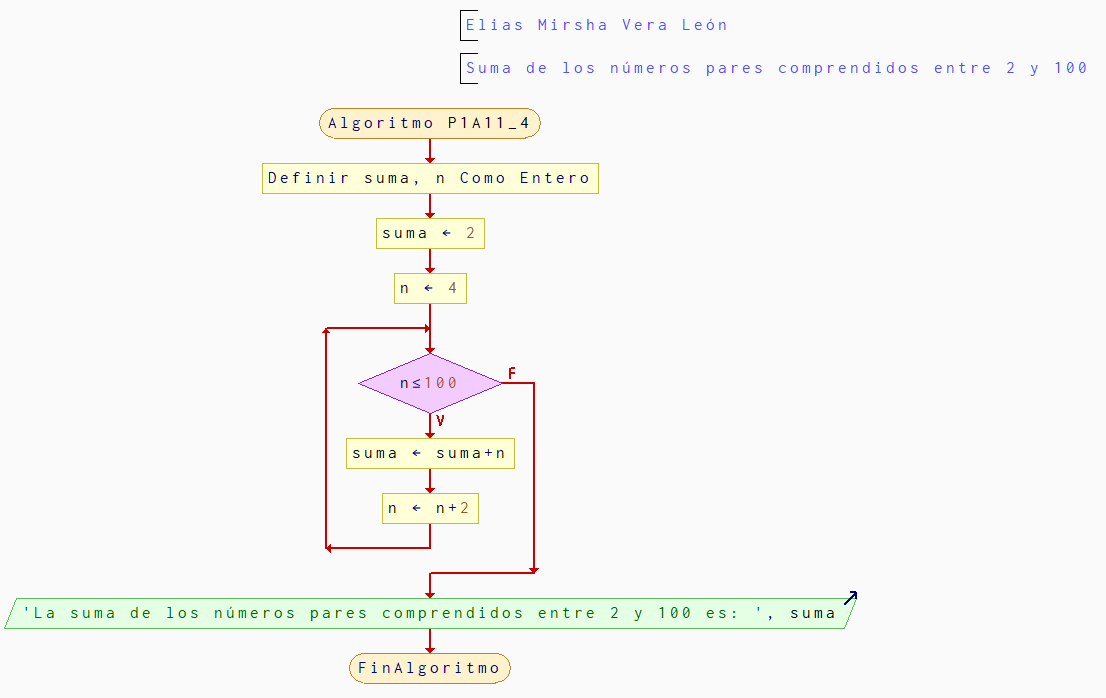 Elias Mirsha Vera León
Suma de los números pares comprendidos entre 2 y 100
Algoritmo P1A11_4
Definir suma, n Como Entero
suma ← 2
n ← 4
n≤100
F
V
suma ← suma+n
n ← n+2
'La suma de los números pares comprendidos entre 2 y 100 es: ', suma
FinAlgoritmo